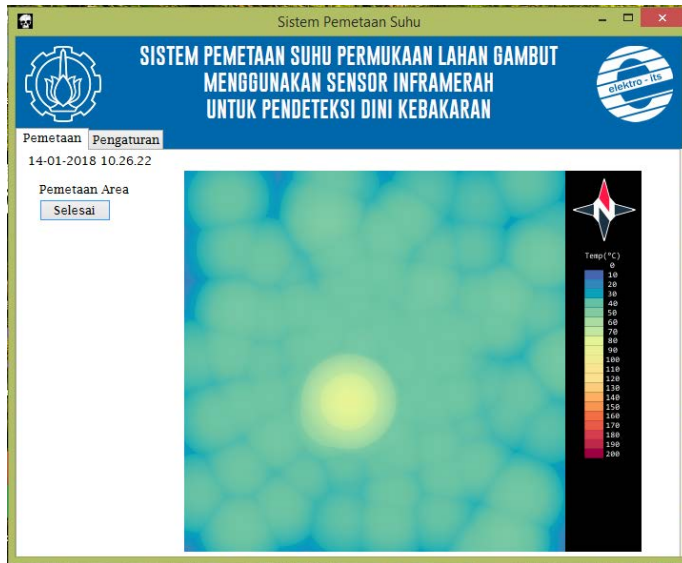 Sistem Pemetaan Suhu
SISTEM PEMETAAN SUHU PERMUKAAN LAHAN GAMBUT
MENGGUNAKAN SENSOR INFRAMERAH
UNTUK PENDETEKSI DINI KEBAKARAN
elektro - its
Pemetaan Pengaturan
14-01-2018 10.26.22
Pemetaan Area
Selesai
N
Temp(°C)
0
10
20
30
40
50
60
70
80
90
100
110
120
130
140
150
160
170
180
190
200